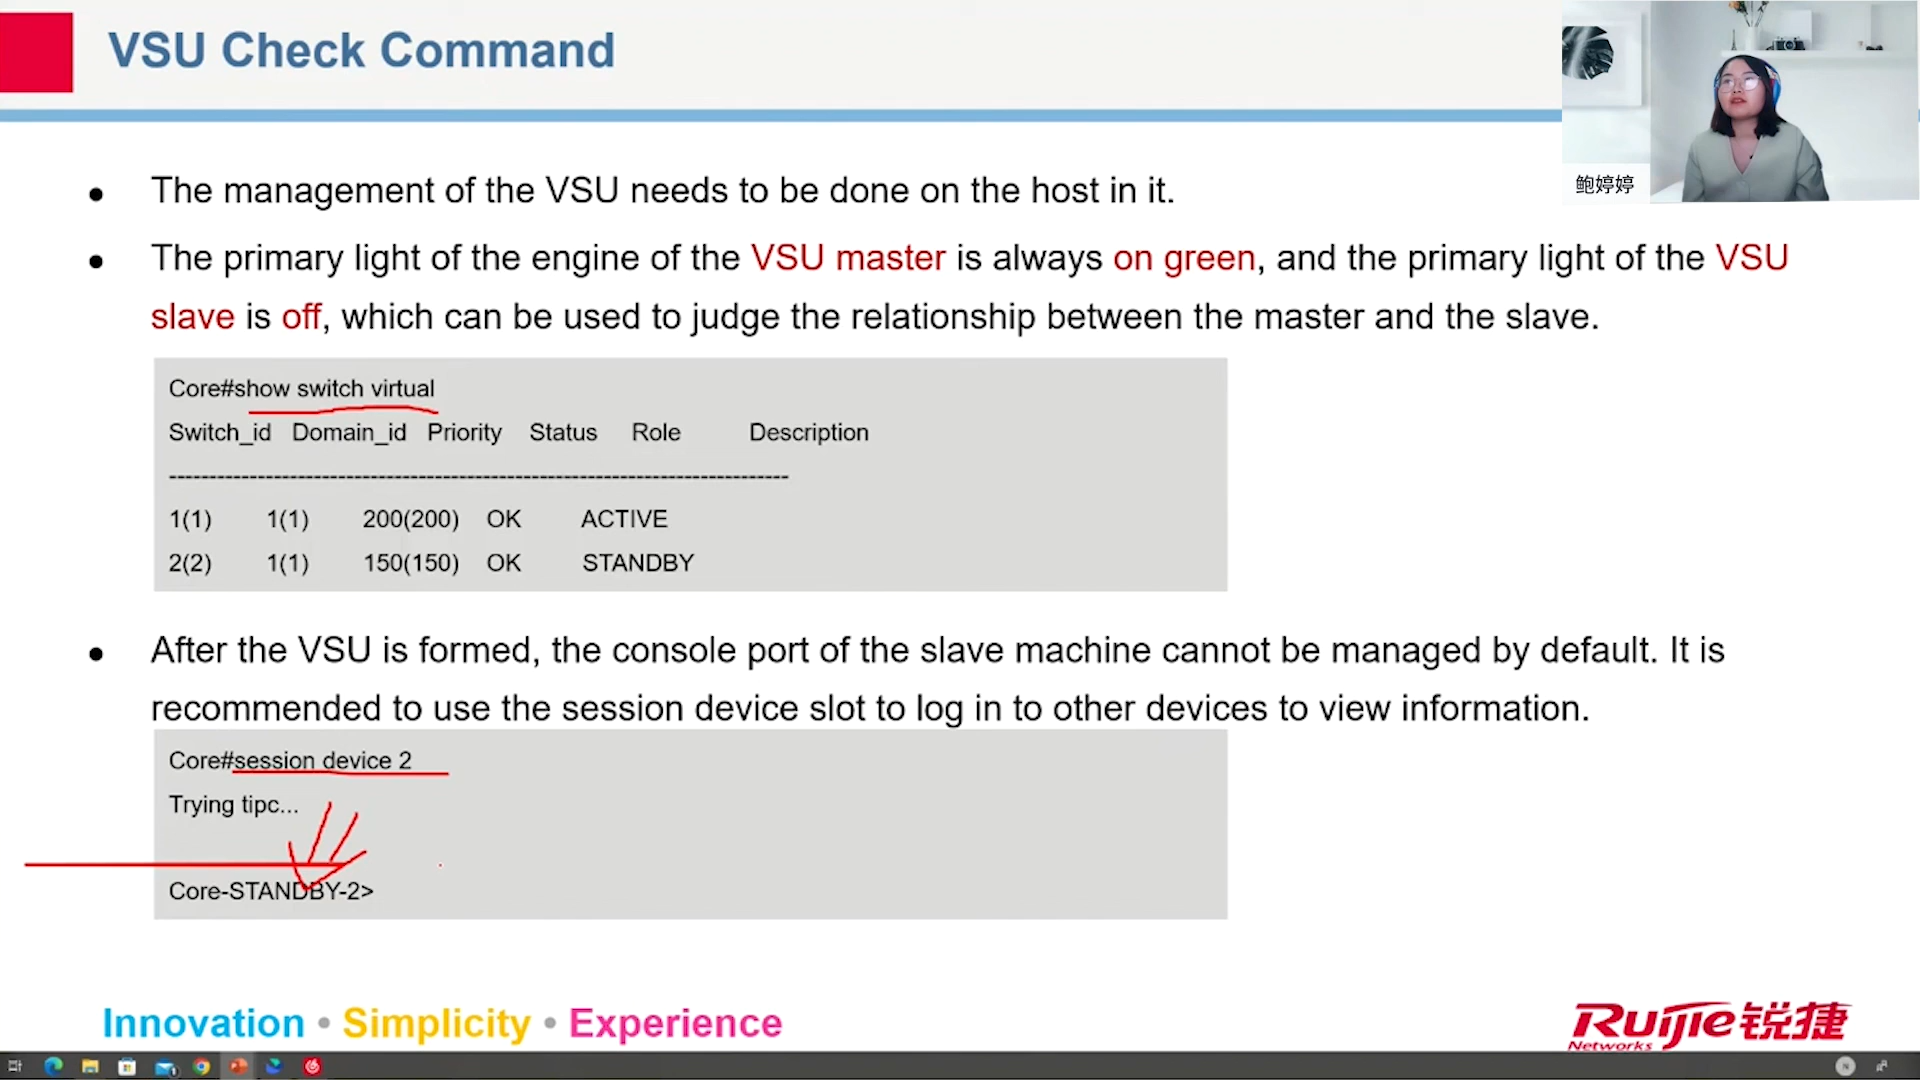 VSU Check Command
鲍婷婷
The management of the VSU needs to be done on the host in it.
The primary light of the engine of the VSU master is always on green, and the primary light of the VSU
slave is off, which can be used to judge the relationship between the master and the slave.
Core#show switch virtual
Switch_id Domain_id Priority Status Role Description
------------------------------------------------------------------------------
1(1) 1(1) 200(200) OK ACTIVE
2(2) 1(1) 150(150) OK STANDBY
After the VSU is formed, the console port of the slave machine cannot be managed by default. It is
recommended to use the session device slot to log in to other devices to view information.
Core#session device 2
Trying tipc...
Core-STANDBY-2>
Innovation • Simplicity • Experience
Ruijie锐捷
Networks